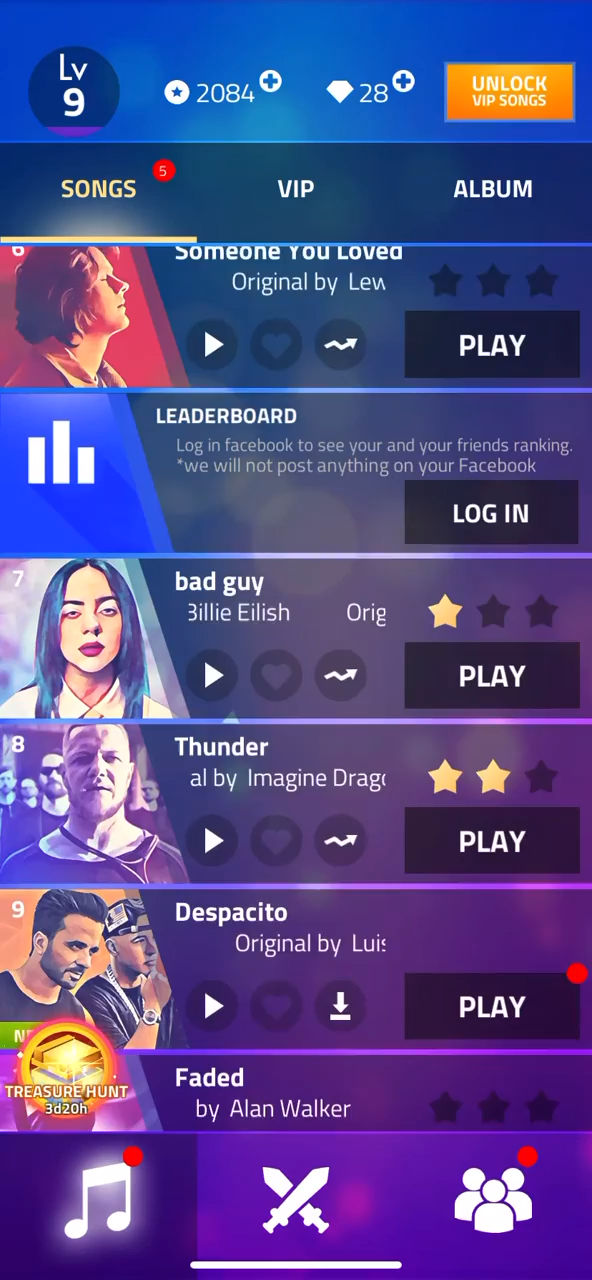 Lv
9
2084
28
UNLOCK
VIP SONGS
SONGS
5
VIP
ALBUM
6
Someone You Loved
Original by Lew
PLAY
LEADERBOARD
Log in facebook to see your and your friends ranking.
*we will not post anything on your Facebook
LOG IN
7
bad guy
Billie Eilish Orig
PLAY
8
Thunder
al by Imagine Drag
PLAY
9
Despacito
Original by Luis
PLAY
NE
TREASURE HUNT
3d20h
Faded
by Alan Walker